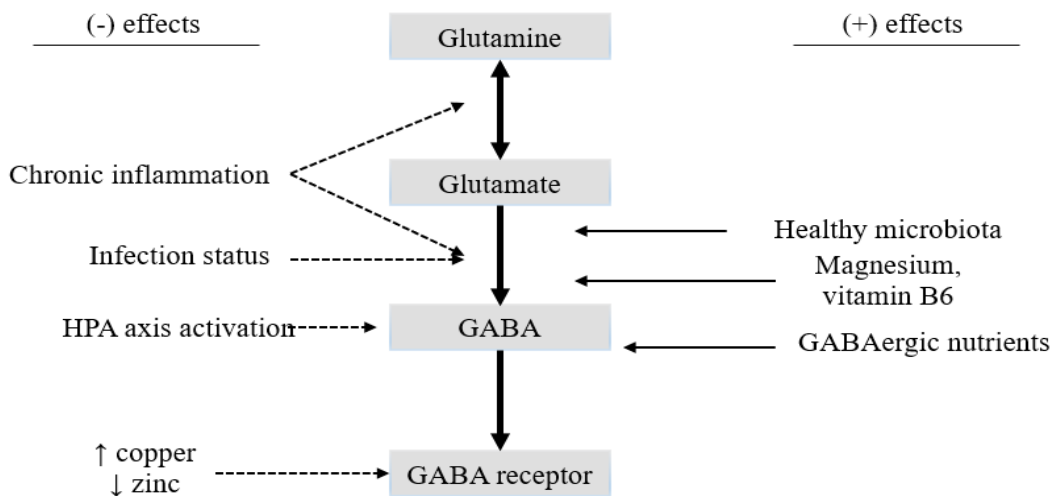 (-) effects
Glutamine
(+) effects
Chronic inflammation
Glutamate
Healthy microbiota
Infection status
Magnesium,
vitamin B6
HPA axis activation
GABA
GABAergic nutrients
↑ copper
↓ zinc
GABA receptor